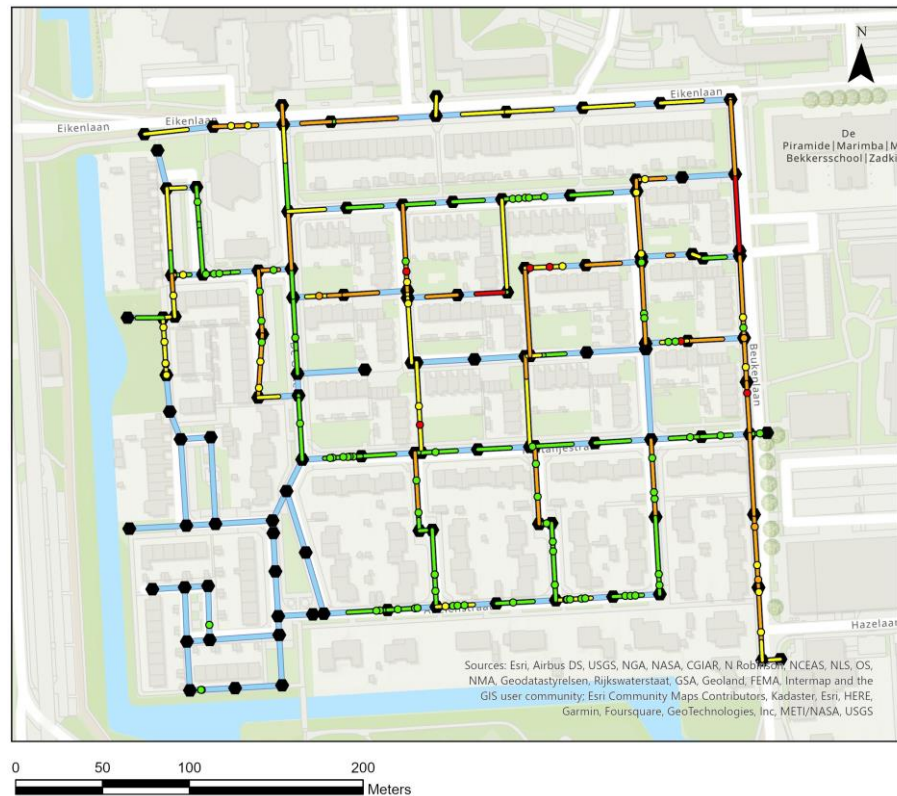 N
Eikenlaan
Eikenlaan
Eikenlaan
De
Piramide|Marimba|M
Bekkersschool|Zadki
Beukenlaan
Hazelaa
Sources: Esri, Airbus DS, USGS, NGA, NASA, CGIAR, N Robinson, NCEAS, NLS, OS,
NMA, Geodatastyrelsen, Rijkswaterstaat, GSA, Geoland, FEMA, Intermap and the
GIS user community; Esri Community Maps Contributors, Kadaster, Esri, HERE,
Garmin, Foursquare, GeoTechnologies, Inc, METI/NASA, USGS
0 50 100 200
Meters